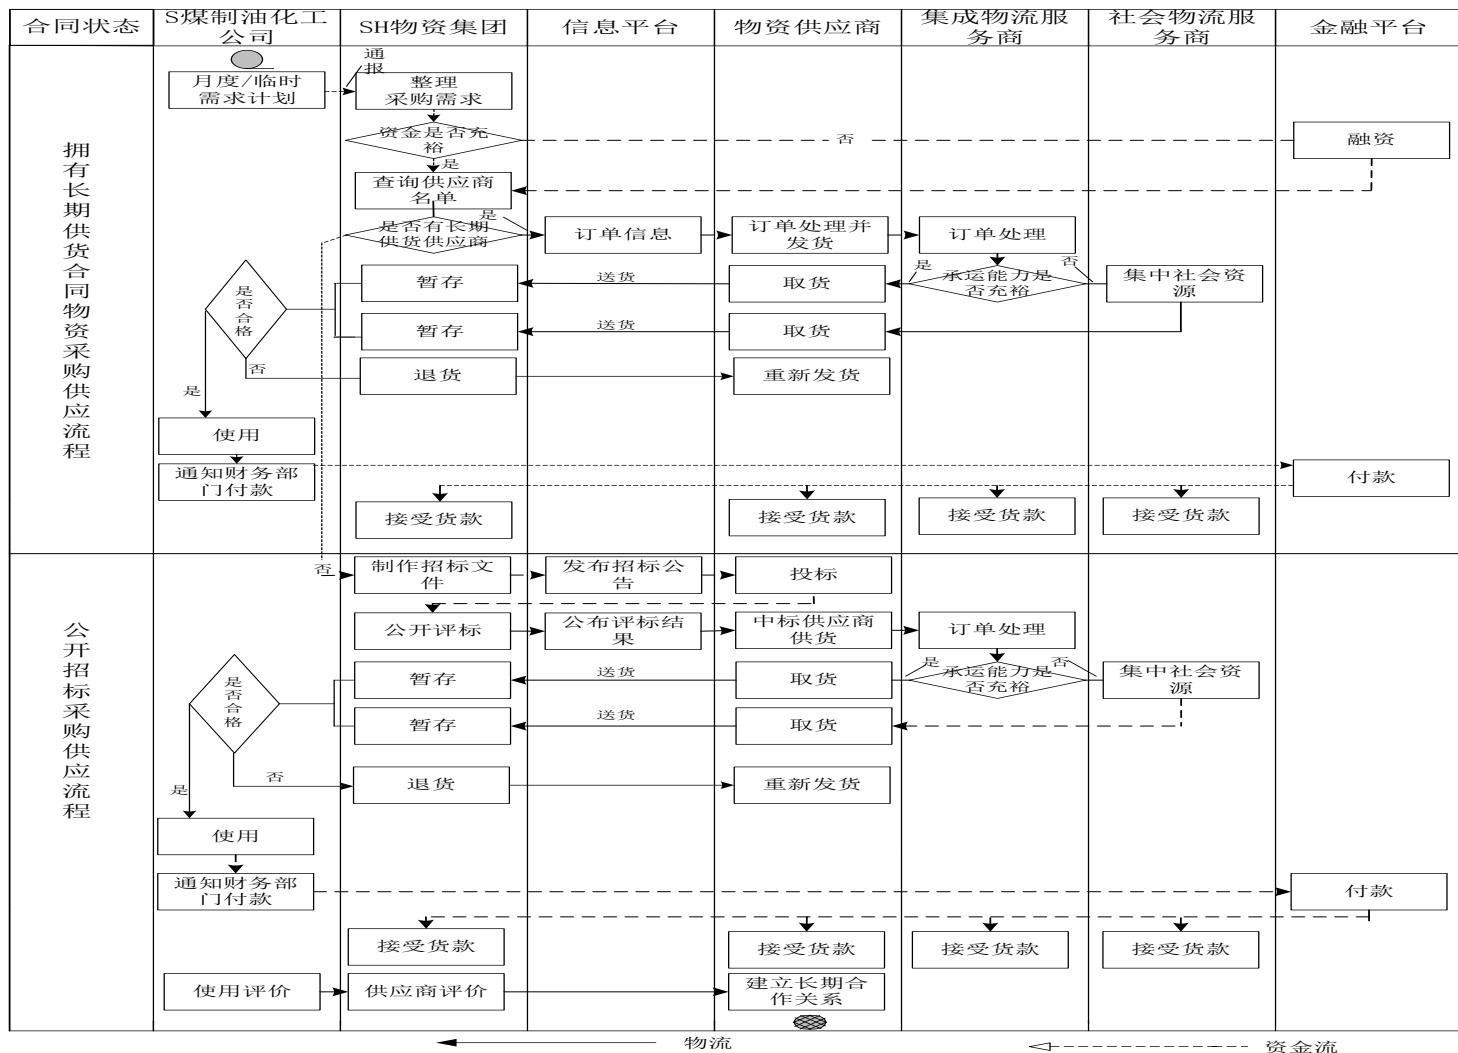 合同状态
S煤制油化工
公司
SH物资集团
信息平台
物资供应商
集成物流服
务商
社会物流服
务商
金融平台
拥有长期供货合同物资采购供应流程
月度/临时
需求计划
通
报
整理
采购需求
资金是否充
裕
否
融资
是
查询供应商
名单
是否有长期
供货供应商
是
订单信息
订单处理并
发货
订单处理
暂存
送货
取货
是
承运能力是
否充裕
否
集中社会资
源
是否合格
暂存
送货
取货
否
退货
重新发货
是
使用
通知财务部
门付款
付款
接受货款
接受货款
接受货款
接受货款
公开招标采购供应流程
否
制作招标文
件
发布招标公
告
投标
公开评标
公布评标结
果
中标供应商
供货
订单处理
暂存
送货
取货
是
承运能力是
否充裕
否
集中社会资
源
是否合格
暂存
送货
取货
否
退货
重新发货
是
使用
通知财务部
门付款
付款
接受货款
接受货款
接受货款
接受货款
使用评价
供应商评价
建立长期合
作关系
物流
资金流